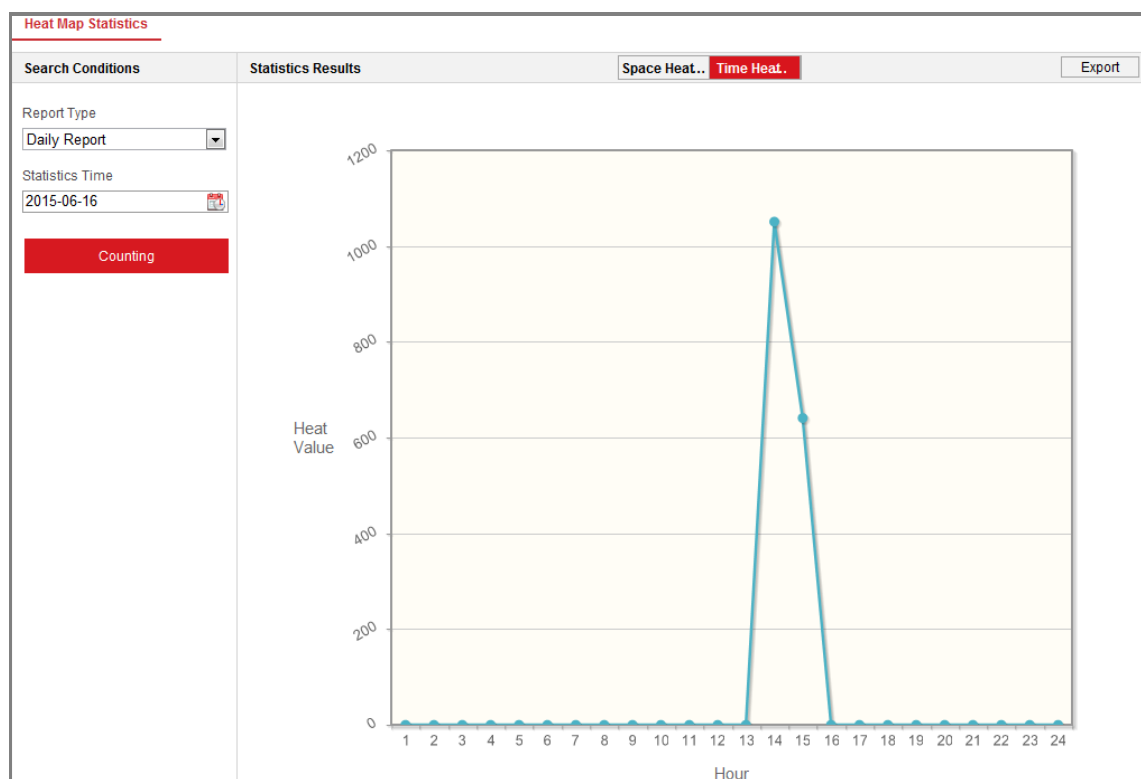 Heat Map Statistics
Search Conditions
Statistics Results
Space Heat...
Time Heat..
Export
Report Type
Daily Report
Statistics Time
2015-06-16
Counting
1200
1000
800
600
400
200
0
Heat
Value
1 2 3 4 5 6 7 8 9 10 11 12 13 14 15 16 17 18 19 20 21 22 23 24
Hour